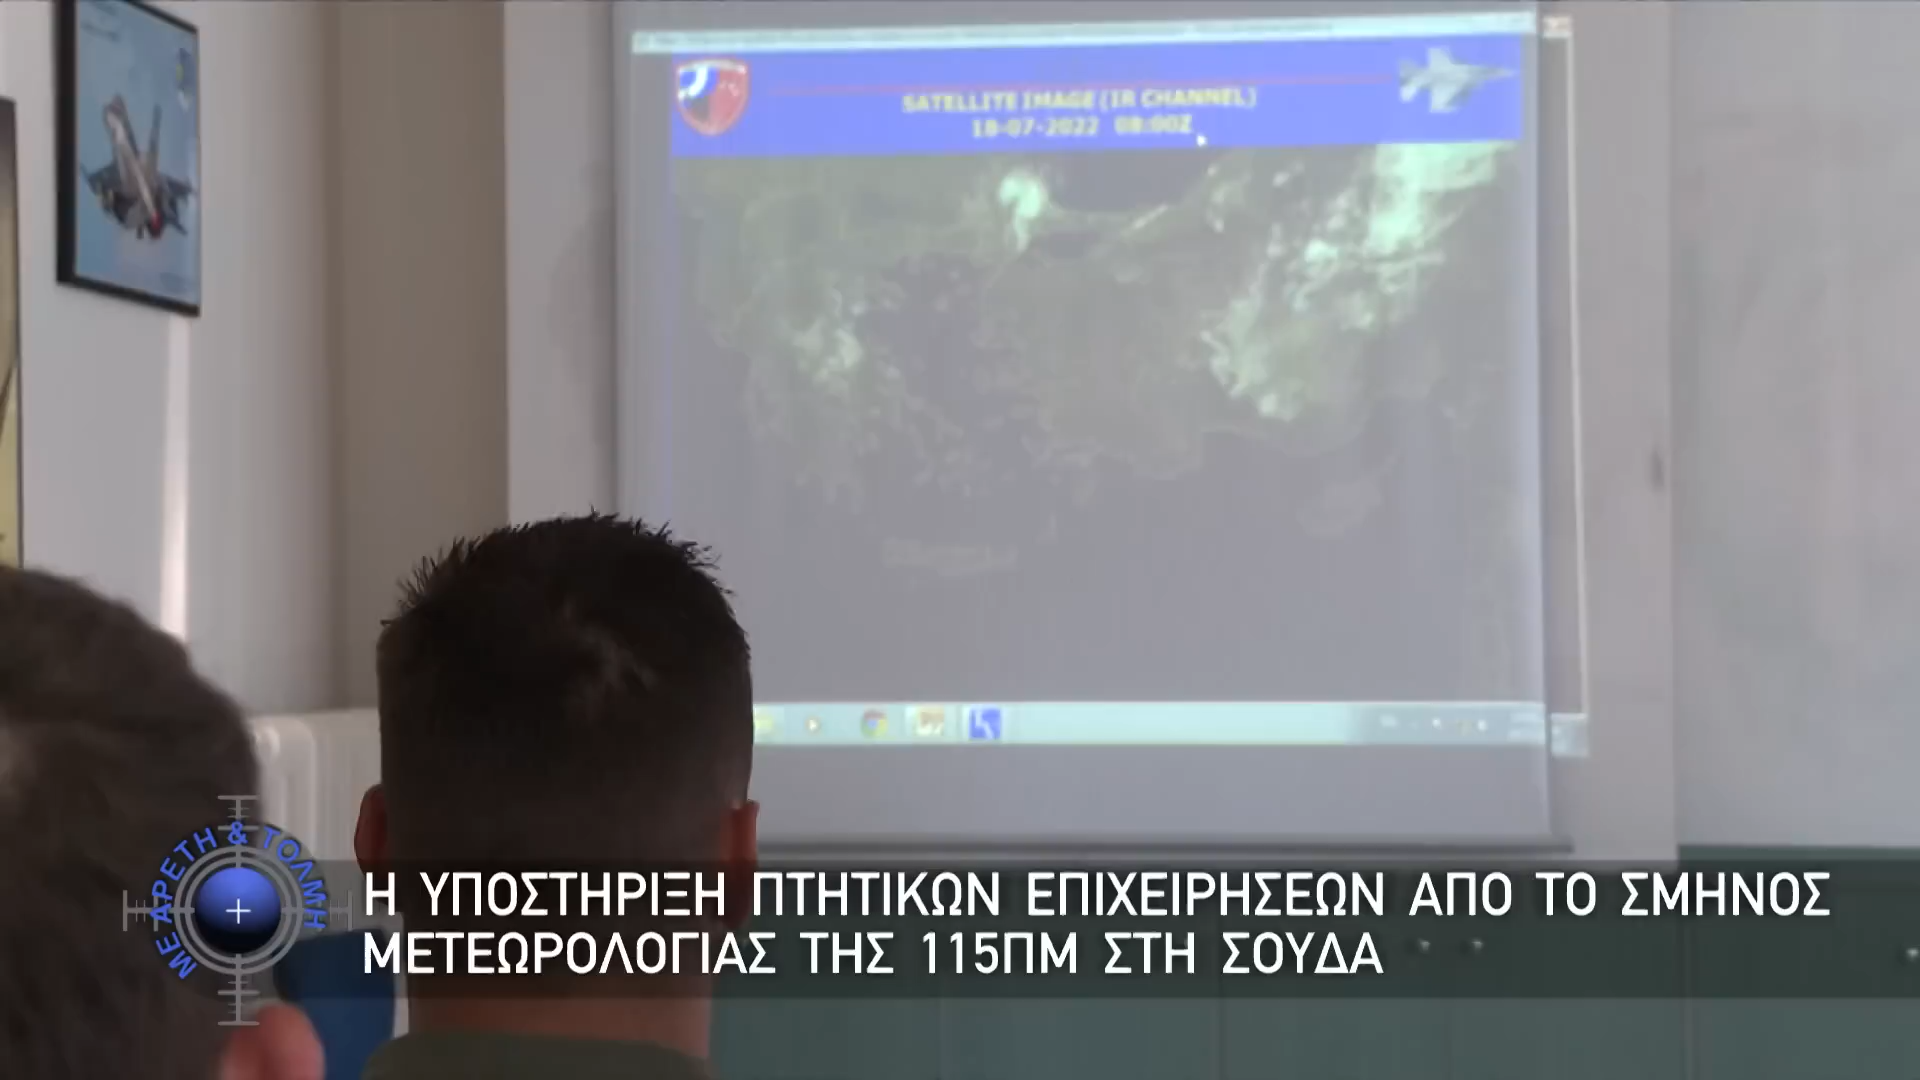 SATELLITE IMAGE (IR CHANNEL)
18-07-2022 08:00Z
ΜΕ ΑΡΕΤΗ & ΤΟΛΜΗ
Η ΥΠΟΣΤΗΡΙΞΗ ΠΤΗΤΙΚΩΝ ΕΠΙΧΕΙΡΗΣΕΩΝ ΑΠΟ ΤΟ ΣΜΗΝΟΣ
ΜΕΤΕΩΡΟΛΟΓΙΑΣ ΤΗΣ 115ΠΜ ΣΤΗ ΣΟΥΔΑ